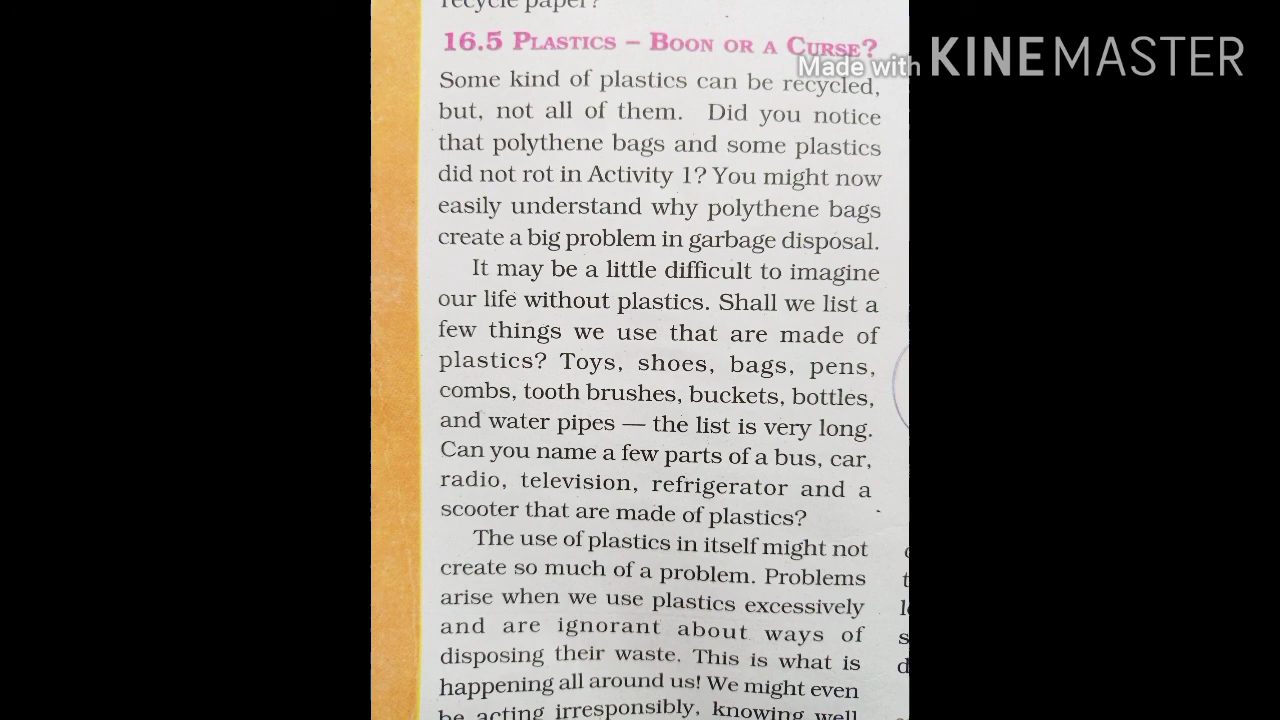 recycle paper?
16.5 PLASTICS – BOON OR A CURSE?
Made with KINEMASTER
Some kind of plastics can be recycled,
but, not all of them. Did you notice
that polythene bags and some plastics
did not rot in Activity 1? You might now
easily understand why polythene bags
create a big problem in garbage disposal.
It may be a little difficult to imagine
our life without plastics. Shall we list a
few things we use that are made of
plastics? Toys, shoes, bags, pens,
combs, tooth brushes, buckets, bottles,
and water pipes — the list is very long.
Can you name a few parts of a bus, car,
radio, television, refrigerator and a
scooter that are made of plastics?
The use of plastics in itself might not
create so much of a problem. Problems
arise when we use plastics excessively
and are ignorant about ways of
disposing their waste. This is what is
happening all around us! We might even
be acting irresponsibly, knowing well